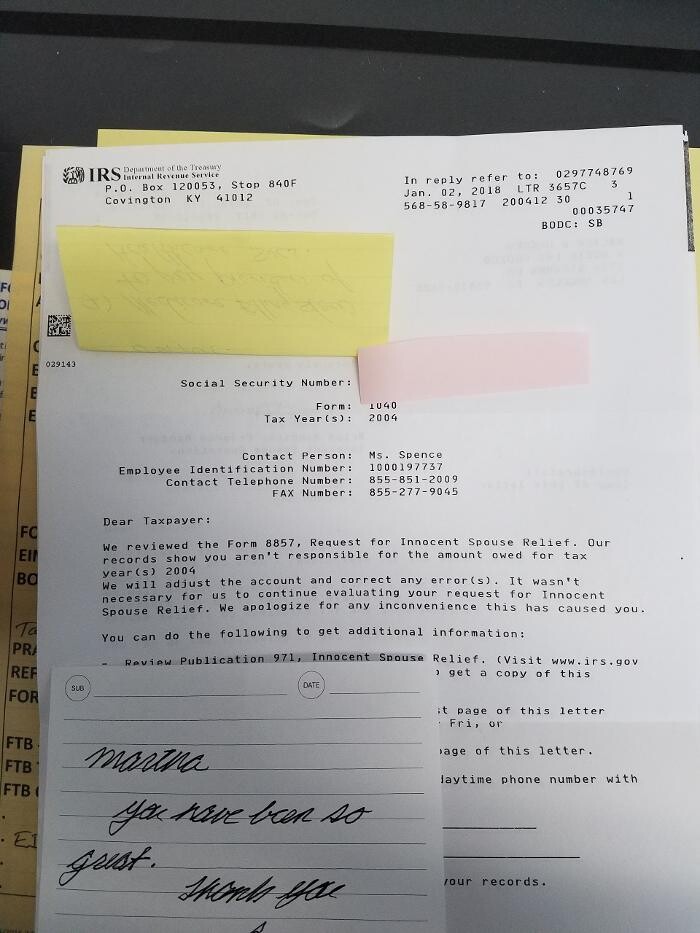 IRS Department of the Treasury
Internal Revenue Service
P.O. Box 120053, Stop 840F
Covington KY 41012
In reply refer to: 0297748769
Jan. 02, 2018 LTR 3657C 3
[SSN redacted] 200412 30 1
00035747
BODC: SB
029143
Social Security Number:
Form: 1040
Tax Year(s): 2004
Contact Person: Ms. Spence
Employee Identification Number: 1000197737
Contact Telephone Number: 855-851-2009
FAX Number: 855-277-9045
Dear Taxpayer:
We reviewed the Form 8857, Request for Innocent Spouse Relief. Our
records show you aren't responsible for the amount owed for tax
year(s) 2004
We will adjust the account and correct any error(s). It wasn't
necessary for us to continue evaluating your request for Innocent
Spouse Relief. We apologize for any inconvenience this has caused you.
You can do the following to get additional information:
- Review Publication 971, Innocent Spouse Relief. (Visit www.irs.gov
get a copy of this
page of this letter
Fri, or
page of this letter.
daytime phone number with
your records.
SUB DATE
martha
you have been so
great.
Thank you
FTB
FTB
FTB